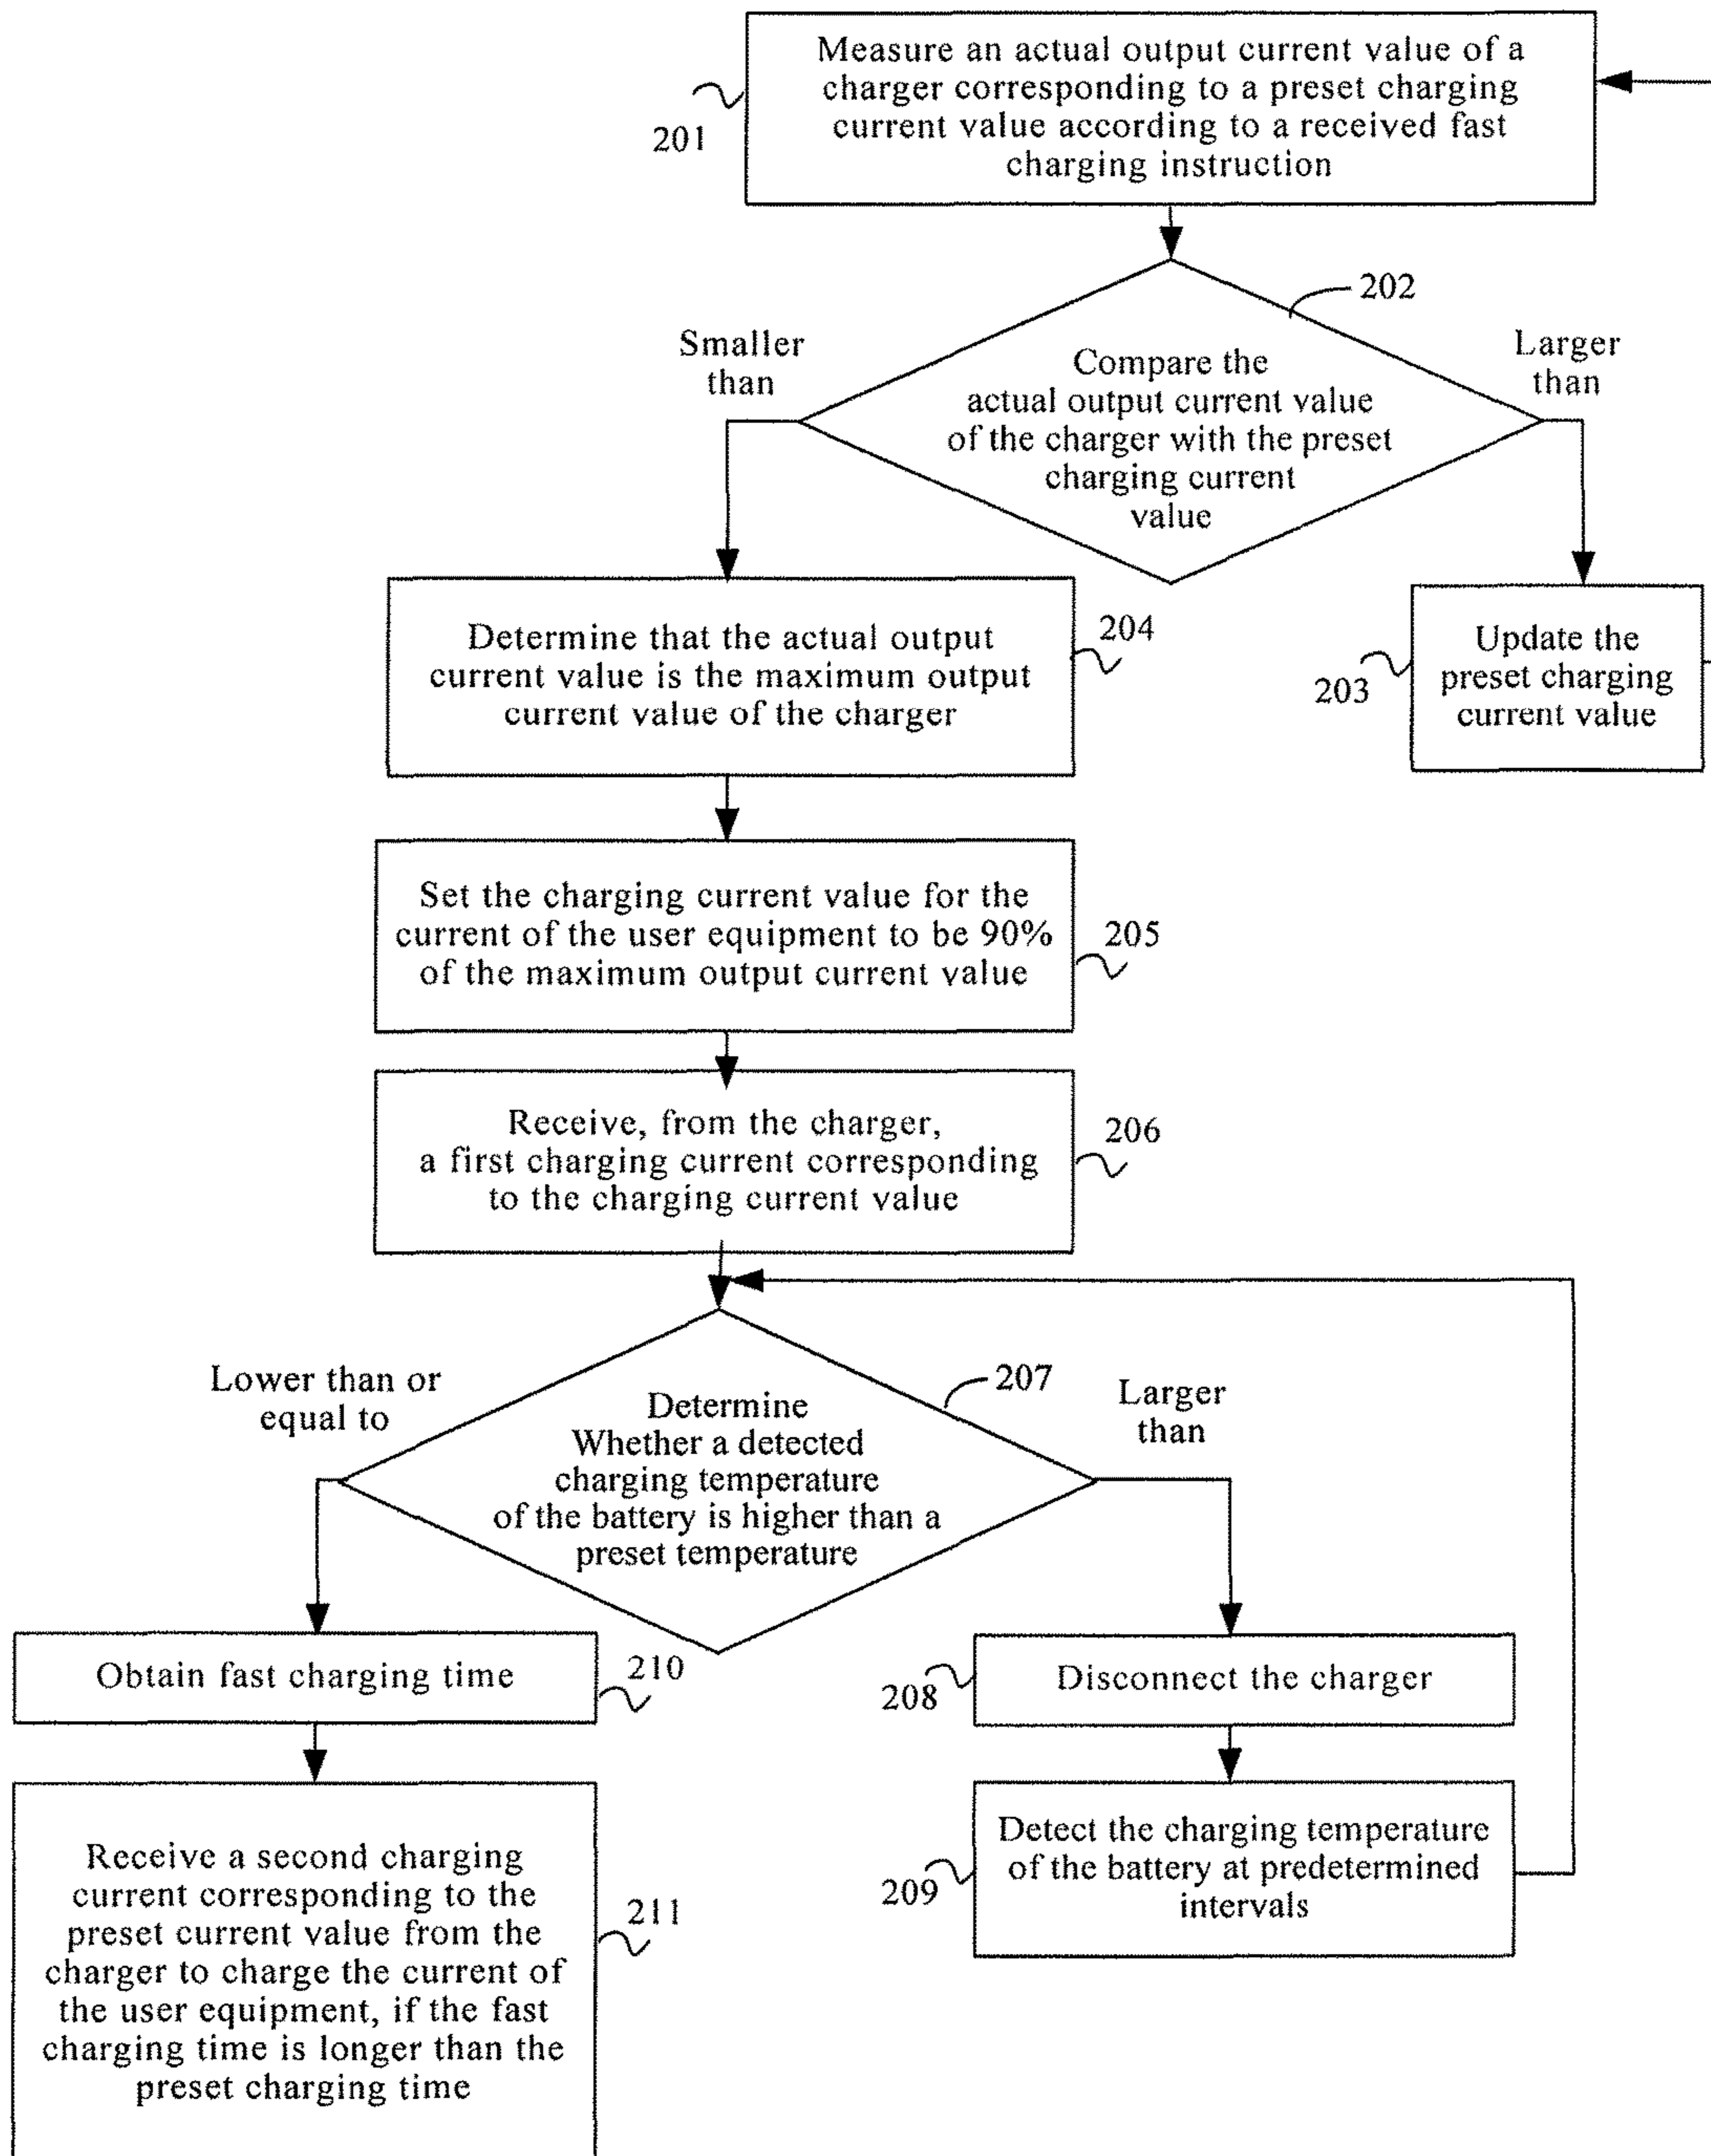 Measure an actual output current value of a
charger corresponding to a preset charging
current value according to a received fast
charging instruction
201
202
Smaller
than
Larger
than
Compare the
actual output current value
of the charger with the preset
charging current
value
Determine that the actual output
current value is the maximum output
current value of the charger
204
Update the
preset charging
current value
203
Set the charging current value for the
current of the user equipment to be 90%
of the maximum output current value
205
Receive, from the charger,
a first charging current corresponding
to the charging current value
206
Lower than or
equal to
207
Larger
than
Determine
Whether a detected
charging temperature
of the battery is higher than a
preset temperature
Obtain fast charging time
210
Disconnect the charger
208
Receive a second charging
current corresponding to the
preset current value from the
charger to charge the current of
the user equipment, if the fast
charging time is longer than the
preset charging time
211
Detect the charging temperature
of the battery at predetermined
intervals
209